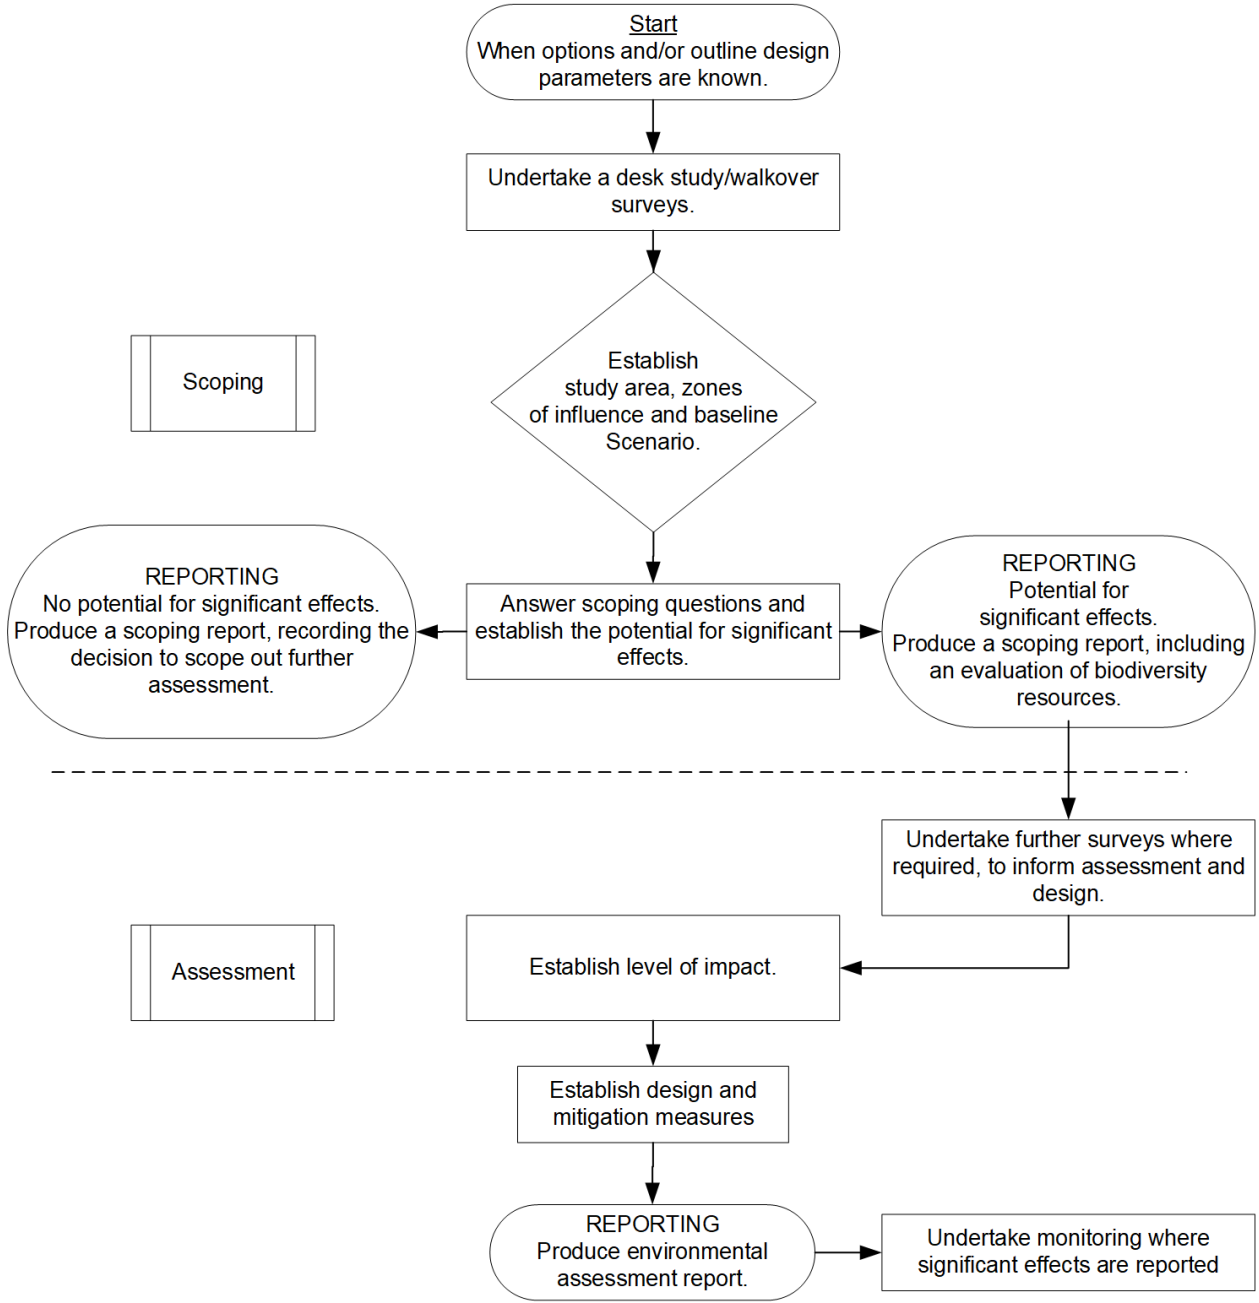 Start
When options and/or outline design
parameters are known.
Undertake a desk study/walkover
surveys.
Scoping
Establish
study area, zones
of influence and baseline
Scenario.
REPORTING
No potential for significant effects.
Produce a scoping report, recording the
decision to scope out further
assessment.
Answer scoping questions and
establish the potential for significant
effects.
REPORTING
Potential for
significant effects.
Produce a scoping report, including
an evaluation of biodiversity
resources.
Undertake further surveys where
required, to inform assessment and
design.
Assessment
Establish level of impact.
Establish design and
mitigation measures
REPORTING
Produce environmental
assessment report.
Undertake monitoring where
significant effects are reported